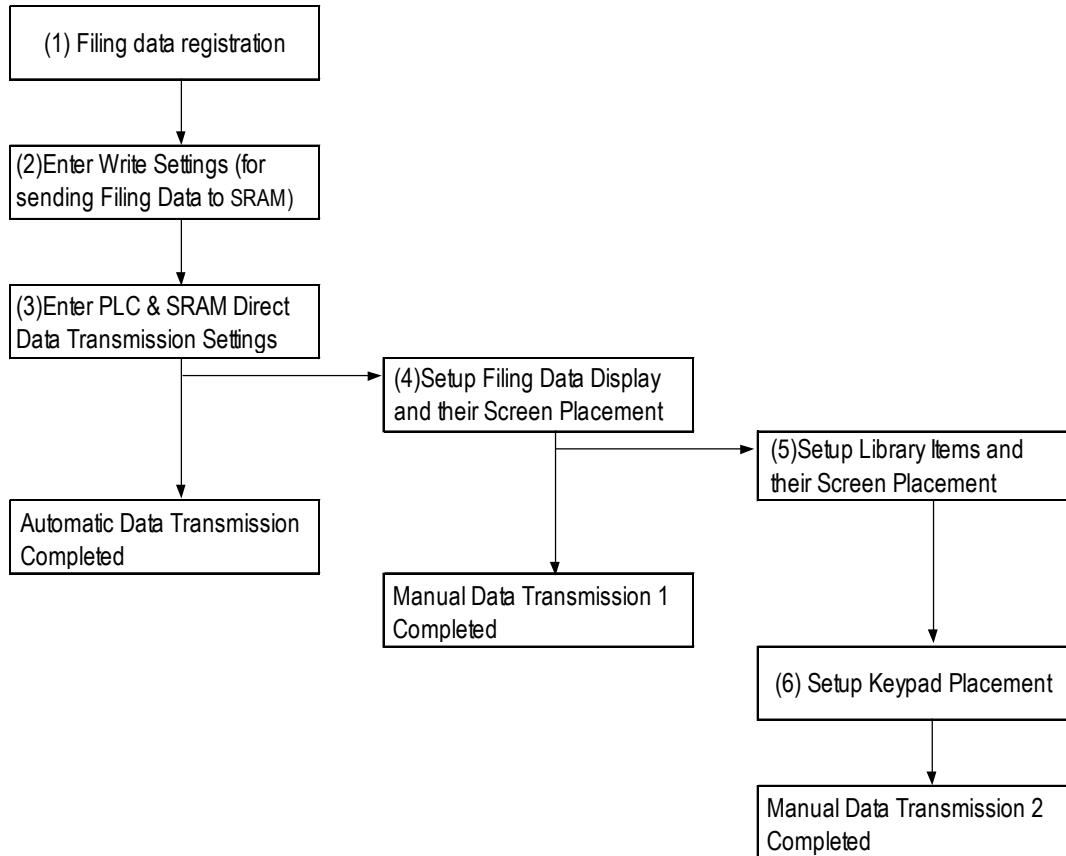 (1) Filing data registration
(2)Enter Write Settings (for
sending Filing Data to SRAM)
(3)Enter PLC & SRAM Direct
Data Transmission Settings
(4)Setup Filing Data Display
and their Screen Placement
(5)Setup Library Items and
their Screen Placement
Automatic Data Transmission
Completed
Manual Data Transmission 1
Completed
(6) Setup Keypad Placement
Manual Data Transmission 2
Completed